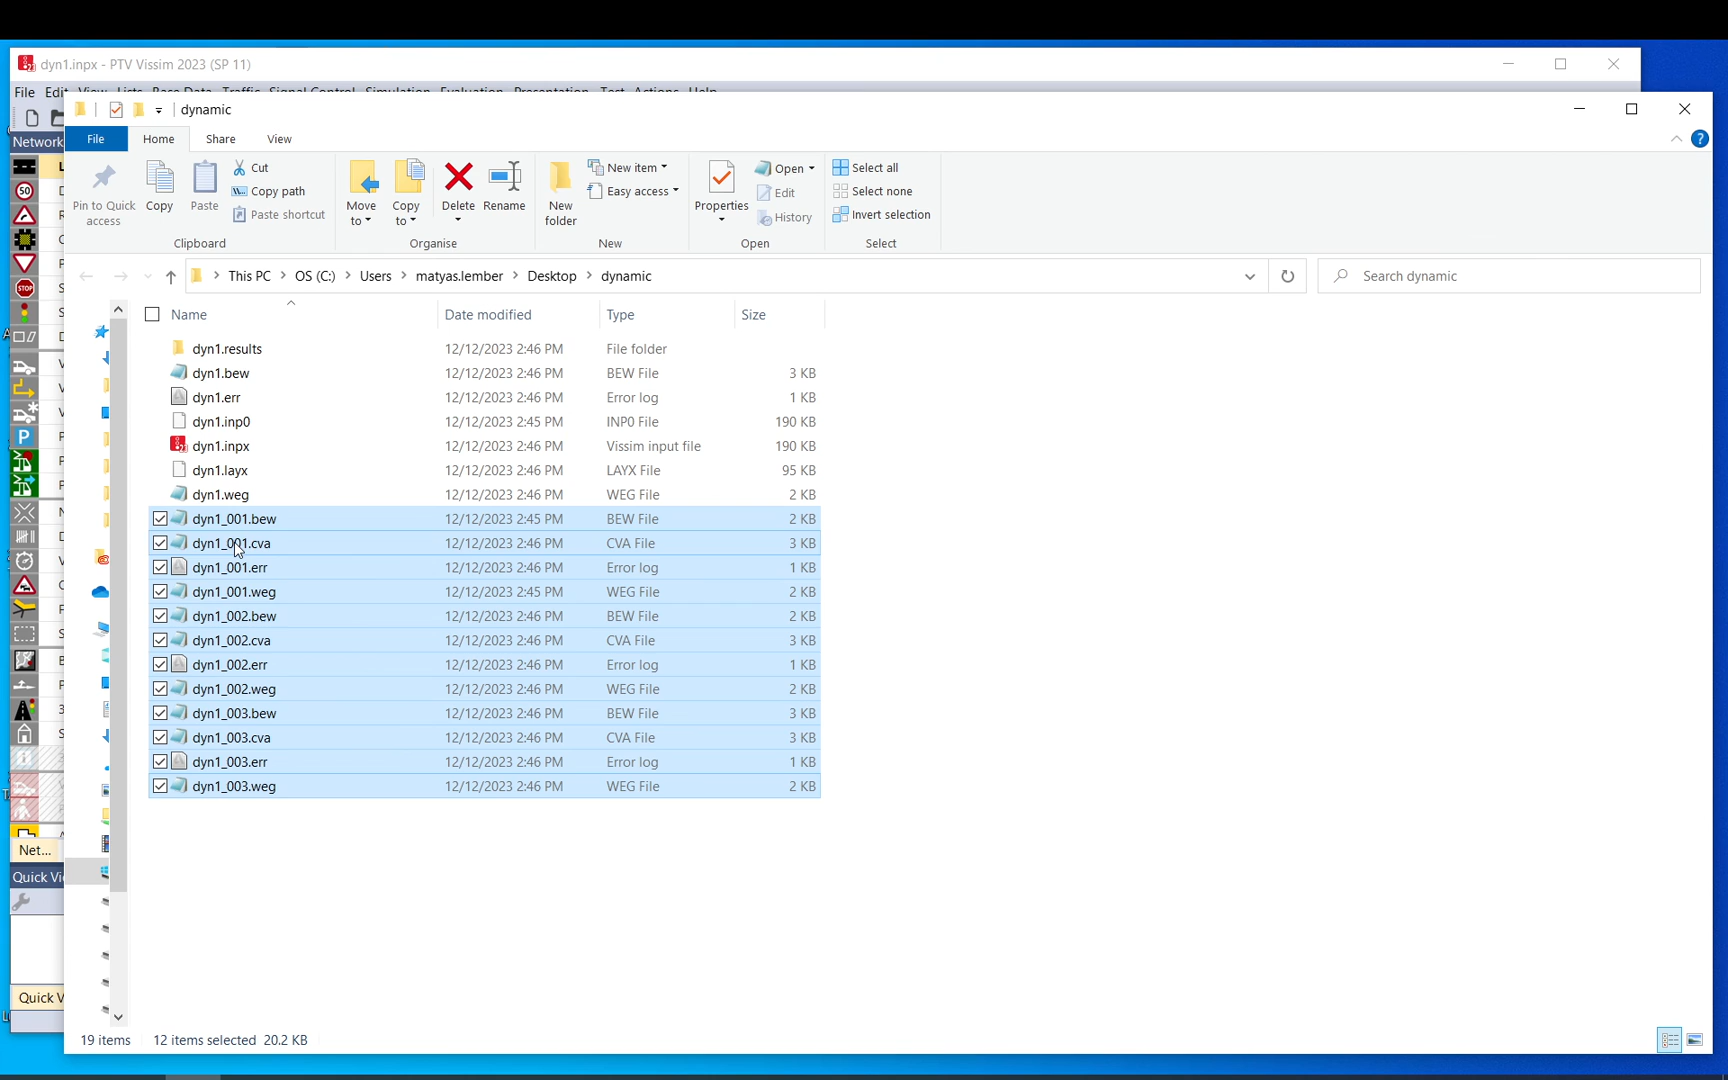 dyn1.inpx - PTV Vissim 2023 (SP 11)
File Edit View Lists Base Data Traffic Signal Control Simulation Evaluation Presentation Test Actions Help
dynamic
Network
File Home Share View
Pin to Quick access
Copy
Paste
Cut
Copy path
Paste shortcut
Clipboard
Move to
Copy to
Delete
Rename
Organise
New folder
New item
Easy access
New
Properties
Open
Edit
History
Open
Select all
Select none
Invert selection
Select
This PC > OS (C:) > Users > matyas.lember > Desktop > dynamic
Search dynamic
Name Date modified Type Size
dyn1.results 12/12/2023 2:46 PM File folder
dyn1.bew 12/12/2023 2:46 PM BEW File 3 KB
dyn1.err 12/12/2023 2:46 PM Error log 1 KB
dyn1.inp0 12/12/2023 2:45 PM INP0 File 190 KB
dyn1.inpx 12/12/2023 2:46 PM Vissim input file 190 KB
dyn1.layx 12/12/2023 2:46 PM LAYX File 95 KB
dyn1.weg 12/12/2023 2:46 PM WEG File 2 KB
dyn1_001.bew 12/12/2023 2:45 PM BEW File 2 KB
dyn1_001.cva 12/12/2023 2:46 PM CVA File 3 KB
dyn1_001.err 12/12/2023 2:46 PM Error log 1 KB
dyn1_001.weg 12/12/2023 2:45 PM WEG File 2 KB
dyn1_002.bew 12/12/2023 2:46 PM BEW File 2 KB
dyn1_002.cva 12/12/2023 2:46 PM CVA File 3 KB
dyn1_002.err 12/12/2023 2:46 PM Error log 1 KB
dyn1_002.weg 12/12/2023 2:46 PM WEG File 2 KB
dyn1_003.bew 12/12/2023 2:46 PM BEW File 3 KB
dyn1_003.cva 12/12/2023 2:46 PM CVA File 3 KB
dyn1_003.err 12/12/2023 2:46 PM Error log 1 KB
dyn1_003.weg 12/12/2023 2:46 PM WEG File 2 KB
50
STOP
P
Net...
Quick Vi
Quick V
19 items 12 items selected 20.2 KB